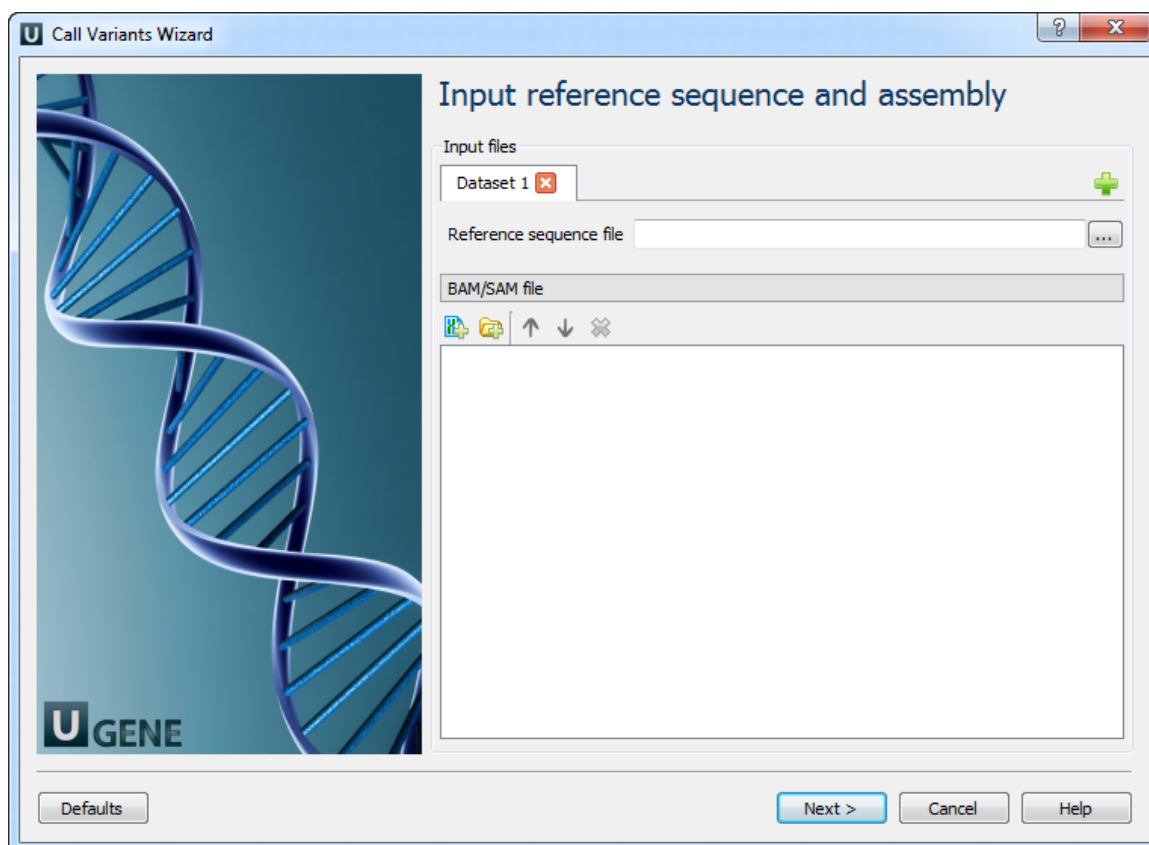 U Call Variants Wizard
Input reference sequence and assembly
Input files
Dataset 1
Reference sequence file ...
BAM/SAM file
U GENE
Defaults Next > Cancel Help